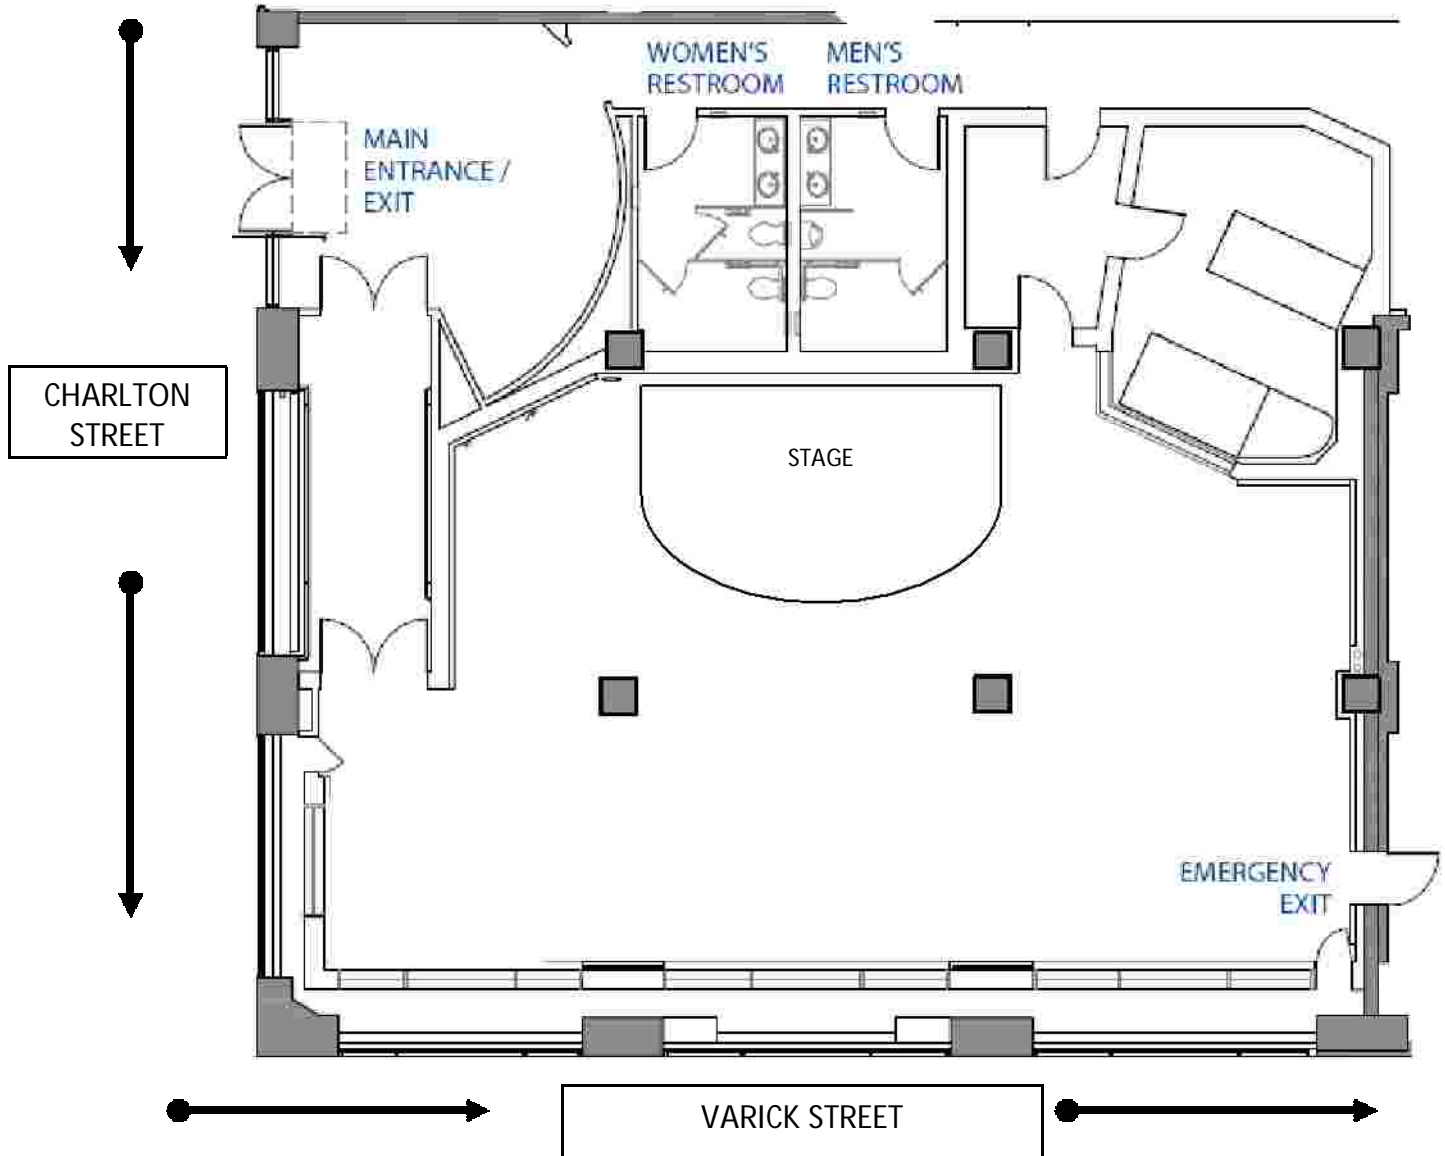 WOMEN'S
RESTROOM
MEN'S
RESTROOM
MAIN
ENTRANCE /
EXIT
CHARLTON
STREET
STAGE
EMERGENCY
EXIT
VARICK STREET